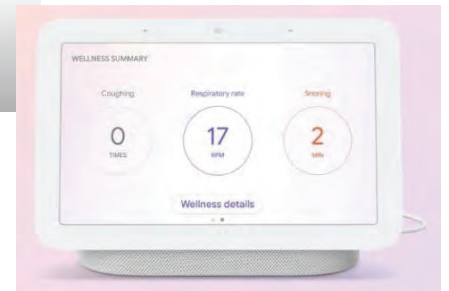 WELLNESS SUMMARY
Coughing Respiratory rate Snoring
0 17 2
TIMES RPM MIN
Wellness details